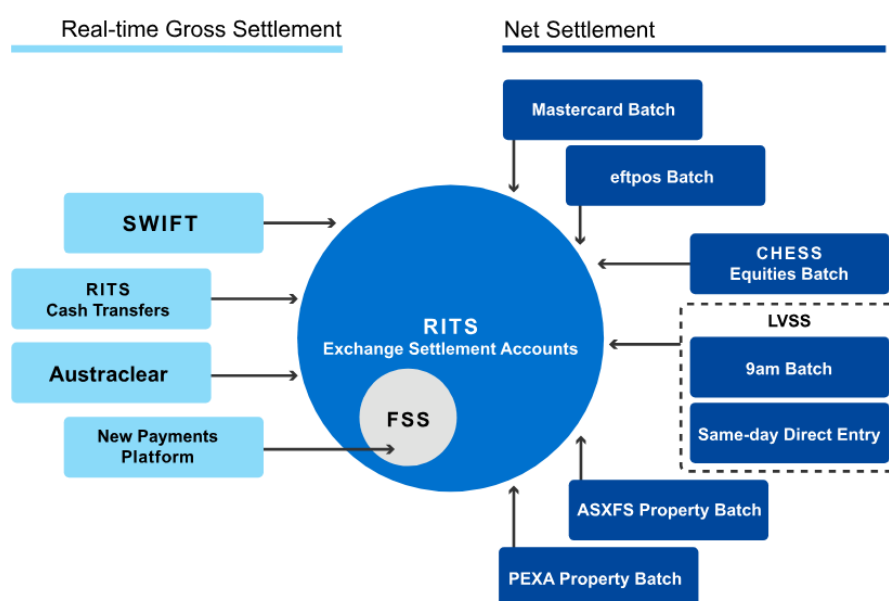 Real-time Gross Settlement
Net Settlement
Mastercard Batch
eftpos Batch
SWIFT
CHESS
Equities Batch
RITS
Cash Transfers
LVSS
RITS
Exchange Settlement Accounts
9am Batch
Austraclear
FSS
Same-day Direct Entry
New Payments
Platform
ASXFS Property Batch
PEXA Property Batch